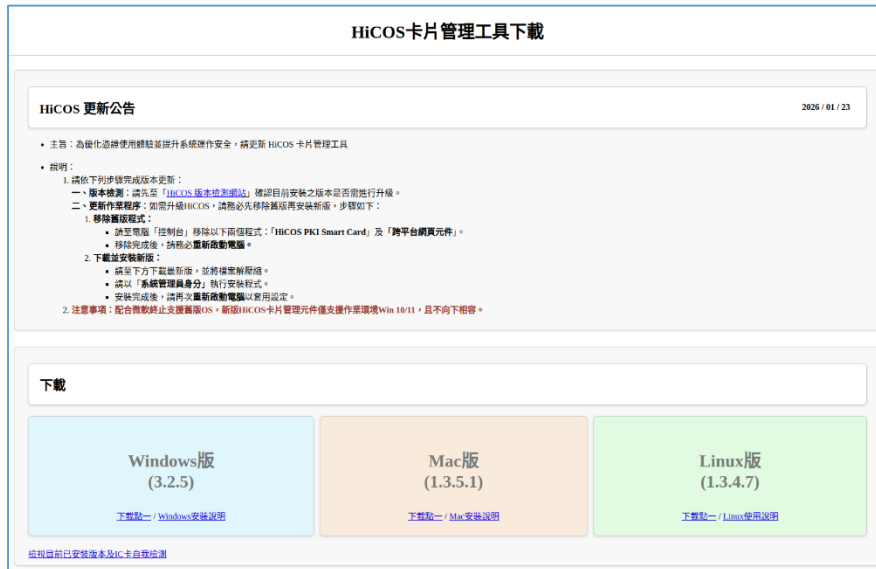 HiCOS卡片管理工具下載
HiCOS 更新公告
2026 / 01 / 23
• 主旨：為優化憑證使用體驗並提升系統運作安全，請更新 HiCOS 卡片管理工具
• 說明：
1. 請依下列步驟完成版本更新：
一、版本檢測：請先至「HiCOS 版本檢測網站」確認目前安裝之版本是否需進行升級。
二、更新作業程序：如需升級HiCOS，請務必先移除舊版再安裝新版，步驟如下：
1. 移除舊版程式：
▪ 請至電腦「控制台」移除以下兩個程式：「HiCOS PKI Smart Card」及「跨平台網頁元件」。
▪ 移除完成後，請務必重新啟動電腦。
2. 下載並安裝新版：
▪ 請至下方下載最新版，並將檔案解壓縮。
▪ 請以「系統管理員身分」執行安裝程式。
▪ 安裝完成後，請再次重新啟動電腦以套用設定。
2. 注意事項：配合微軟終止支援舊版OS，新版HiCOS卡片管理元件僅支援作業環境Win 10/11，且不向下相容。
下載
Windows版
(3.2.5)
下載點一 / Windows安裝說明
Mac版
(1.3.5.1)
下載點一 / Mac安裝說明
Linux版
(1.3.4.7)
下載點一 / Linux使用說明
檢視目前已安裝版本及IC卡自我檢測